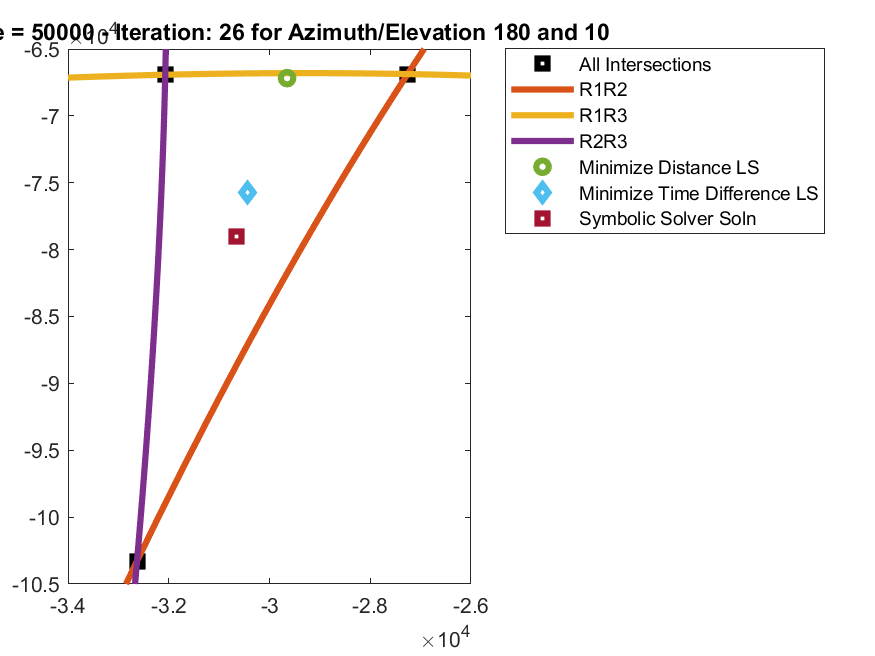 e = 50000 - Iteration: 26 for Azimuth/Elevation 180 and 10
×10⁴
-6.5
-7
-7.5
-8
-8.5
-9
-9.5
-10
-10.5
-3.4 -3.2 -3 -2.8 -2.6
×10⁴
All Intersections
R1R2
R1R3
R2R3
Minimize Distance LS
Minimize Time Difference LS
Symbolic Solver Soln